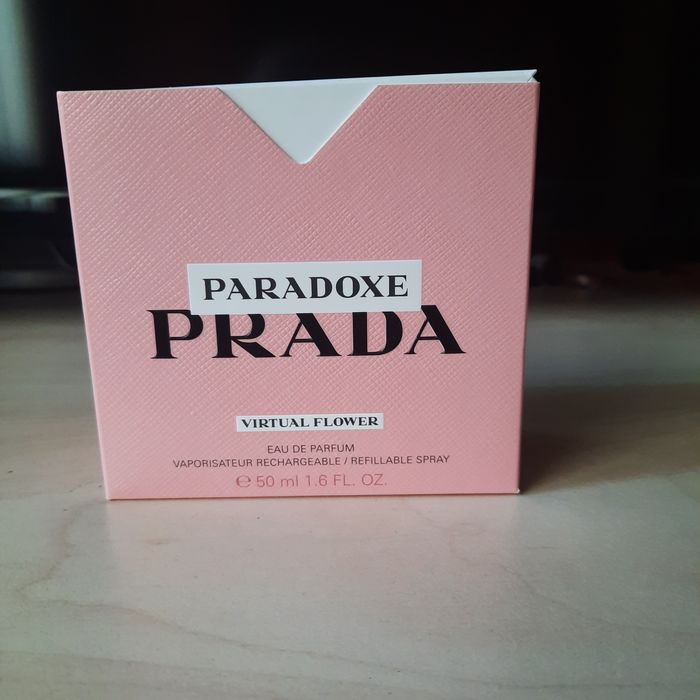 PARADOXE
PRADA
VIRTUAL FLOWER
EAU DE PARFUM
VAPORISATEUR RECHARGEABLE / REFILLABLE SPRAY
℮ 50 ml 1.6 FL. OZ.